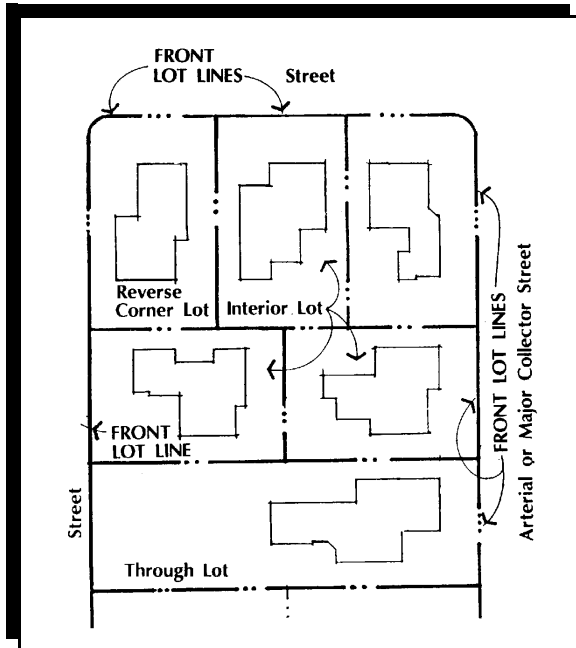 FRONT
LOT LINES
Street
Reverse
Corner Lot
Interior Lot
FRONT LOT LINES
Arterial or Major Collector Street
FRONT
LOT LINE
Street
Through Lot